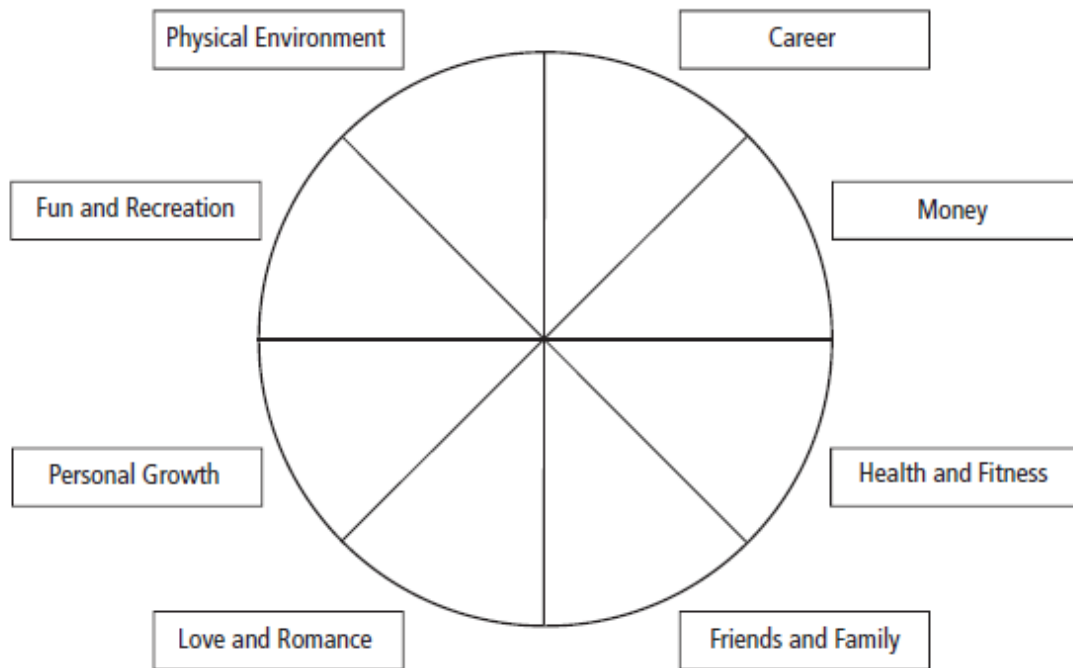 Physical Environment
Career
Fun and Recreation
Money
Personal Growth
Health and Fitness
Love and Romance
Friends and Family